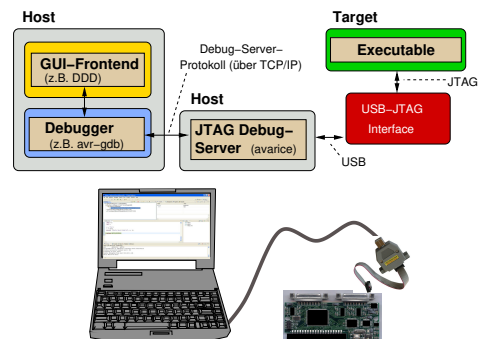 Host
GUI–Frontend
(z.B. DDD)
Debugger
(z.B. avr–gdb)
Debug–Server–
Protokoll (über TCP/IP)
Host
JTAG Debug–
Server (avarice)
USB
Target
Executable
JTAG
USB–JTAG
Interface